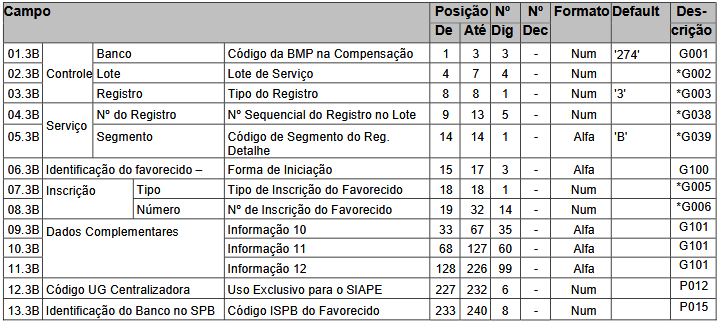 Campo Posição Nº Nº Formato Default Des-
De Até Dig Dec crição
01.3B Controle Banco Código da BMP na Compensação 1 3 3 - Num '274' G001
02.3B Lote Lote de Serviço 4 7 4 - Num *G002
03.3B Registro Tipo do Registro 8 8 1 - Num '3' *G003
04.3B Serviço Nº do Registro Nº Sequencial do Registro no Lote 9 13 5 - Num *G038
05.3B Segmento Código de Segmento do Reg. 14 14 1 - Alfa 'B' *G039
Detalhe
06.3B Identificação do favorecido – Forma de Iniciação 15 17 3 - Alfa G100
07.3B Inscrição Tipo Tipo de Inscrição do Favorecido 18 18 1 - Num *G005
08.3B Número Nº de Inscrição do Favorecido 19 32 14 - Num *G006
09.3B Dados Complementares Informação 10 33 67 35 - Alfa G101
10.3B Informação 11 68 127 60 - Alfa G101
11.3B Informação 12 128 226 99 - Alfa G101
12.3B Código UG Centralizadora Uso Exclusivo para o SIAPE 227 232 6 - Num P012
13.3B Identificação do Banco no SPB Código ISPB do Favorecido 233 240 8 - Num P015